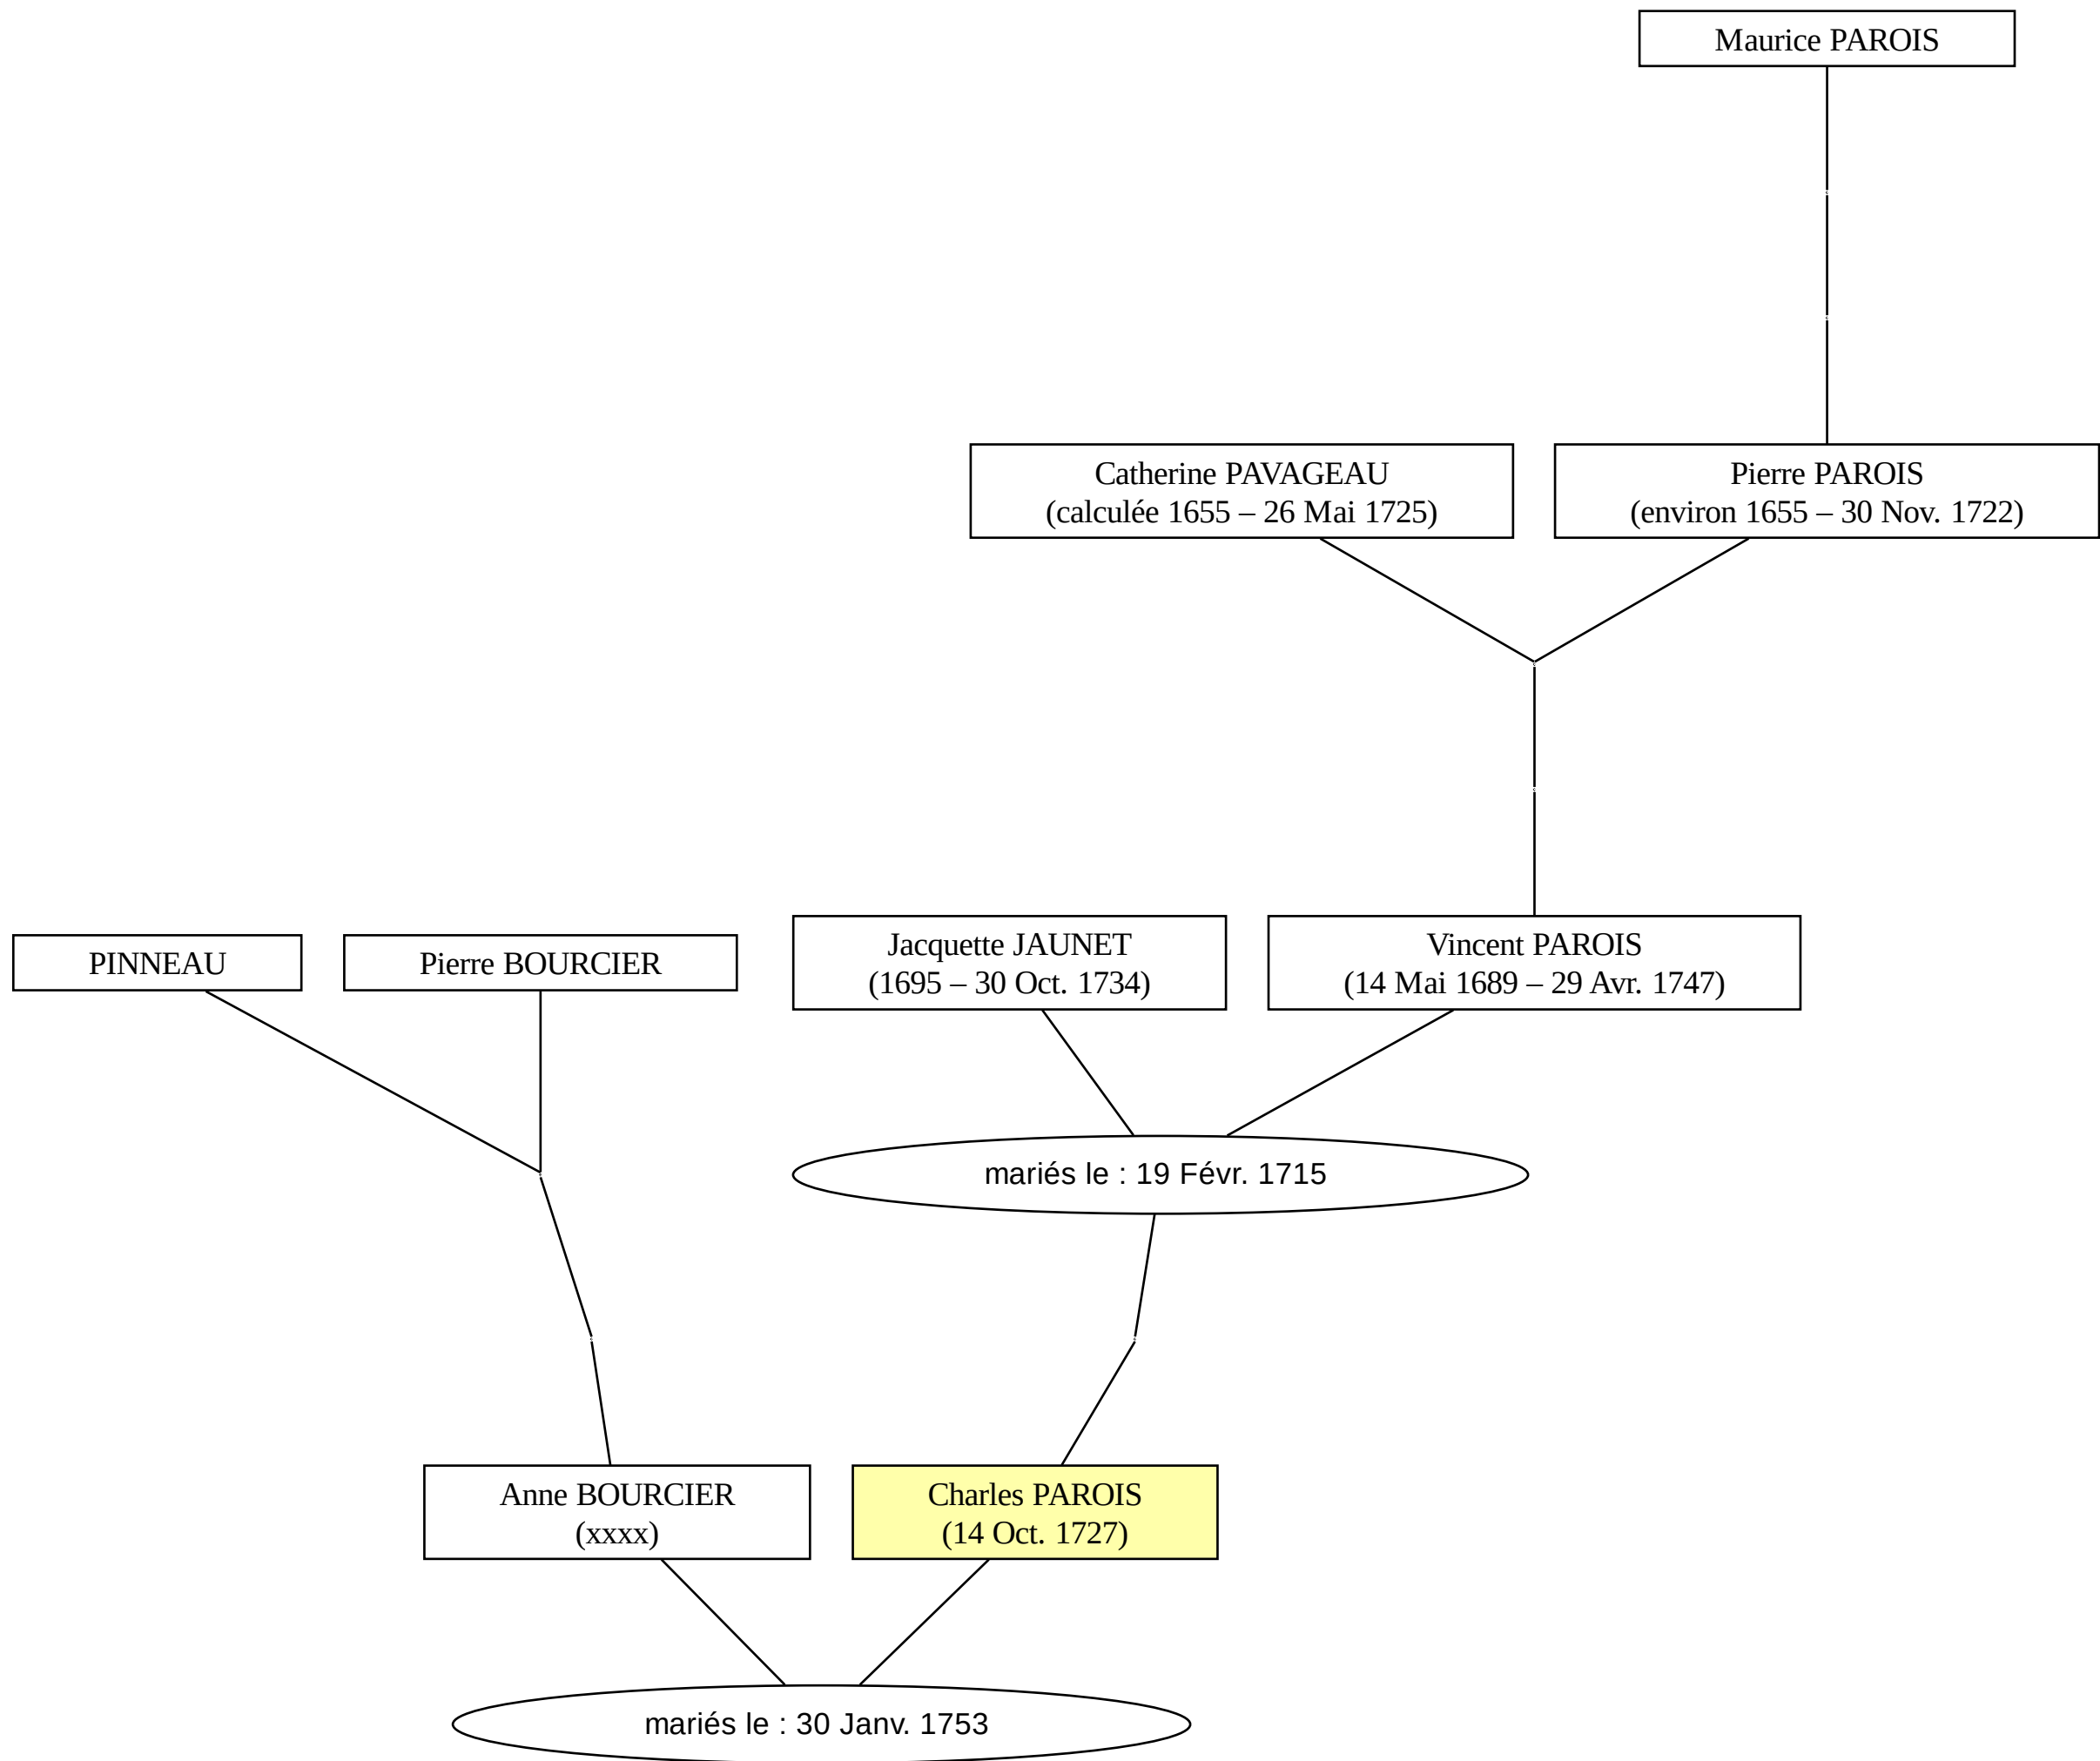 Maurice PAROIS
Catherine PAVAGEAU
(calculée 1655 – 26 Mai 1725)
Pierre PAROIS
(environ 1655 – 30 Nov. 1722)
PINNEAU
Pierre BOURCIER
Jacquette JAUNET
(1695 – 30 Oct. 1734)
Vincent PAROIS
(14 Mai 1689 – 29 Avr. 1747)
mariés le : 19 Févr. 1715
Anne BOURCIER
(xxxx)
Charles PAROIS
(14 Oct. 1727)
mariés le : 30 Janv. 1753